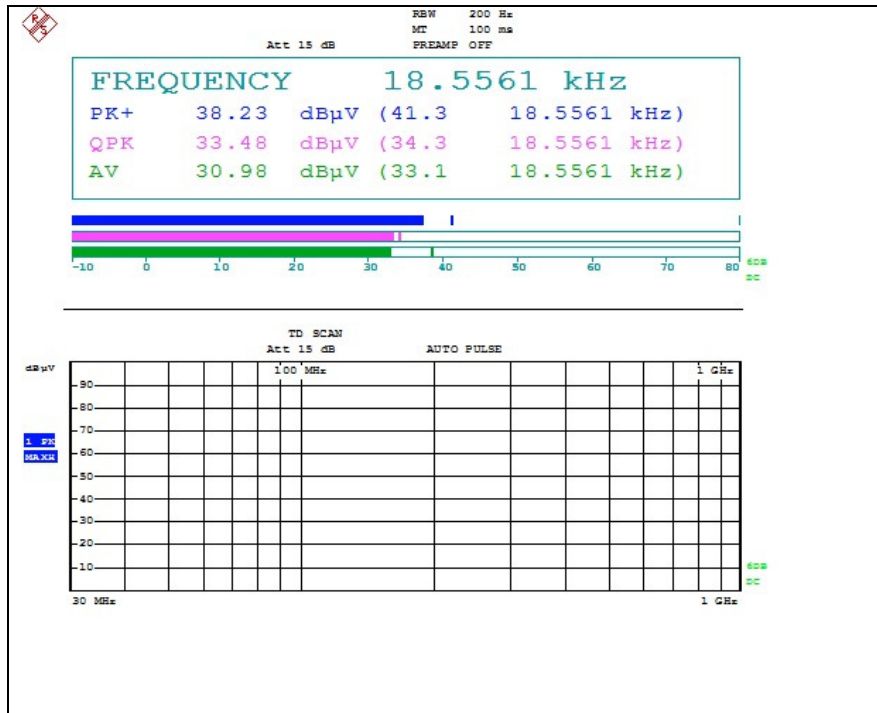 R S
RBW 200 Hz
MT 100 ms
Att 15 dB PREAMP OFF
FREQUENCY 18.5561 kHz
PK+ 38.23 dBµV (41.3 18.5561 kHz)
QPK 33.48 dBµV (34.3 18.5561 kHz)
AV 30.98 dBµV (33.1 18.5561 kHz)
-10 0 10 20 30 40 50 60 70 80
6DB
DC
TD SCAN
Att 15 dB AUTO PULSE
dBµV
100 MHz 1 GHz
90
80
70
1 PK
MAXH
60
50
40
30
20
10
6DB
DC
30 MHz 1 GHz